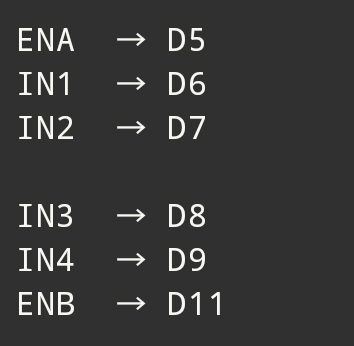 ENA → D5
IN1 → D6
IN2 → D7
IN3 → D8
IN4 → D9
ENB → D11